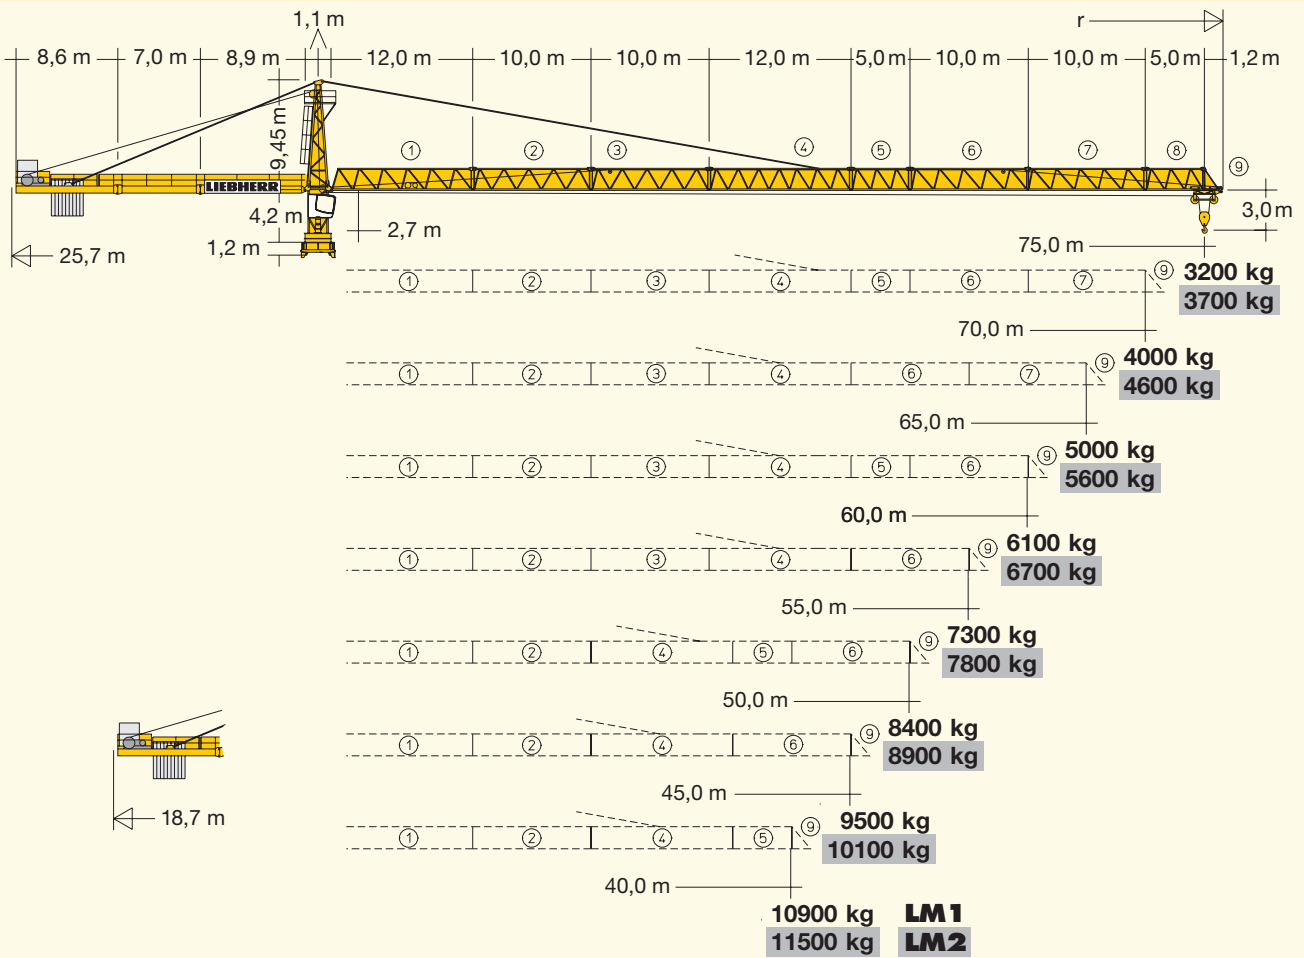 1,1 m
r
8,6 m 7,0 m 8,9 m 12,0 m 10,0 m 10,0 m 12,0 m 5,0 m 10,0 m 10,0 m 5,0 m 1,2 m
9,45 m
1 2 3 4 5 6 7 8 9
LIEBHERR
4,2 m
2,7 m
3,0 m
1,2 m
25,7 m
75,0 m
1 2 3 4 5 6 7 9 3200 kg
3700 kg
70,0 m
1 2 3 4 6 7 9 4000 kg
4600 kg
65,0 m
1 2 3 4 5 6 9 5000 kg
5600 kg
60,0 m
1 2 3 4 6 9 6100 kg
6700 kg
55,0 m
1 2 4 5 6 9 7300 kg
7800 kg
50,0 m
1 2 4 6 9 8400 kg
8900 kg
45,0 m
18,7 m
1 2 4 5 9 9500 kg
10100 kg
40,0 m
10900 kg LM1
11500 kg LM2